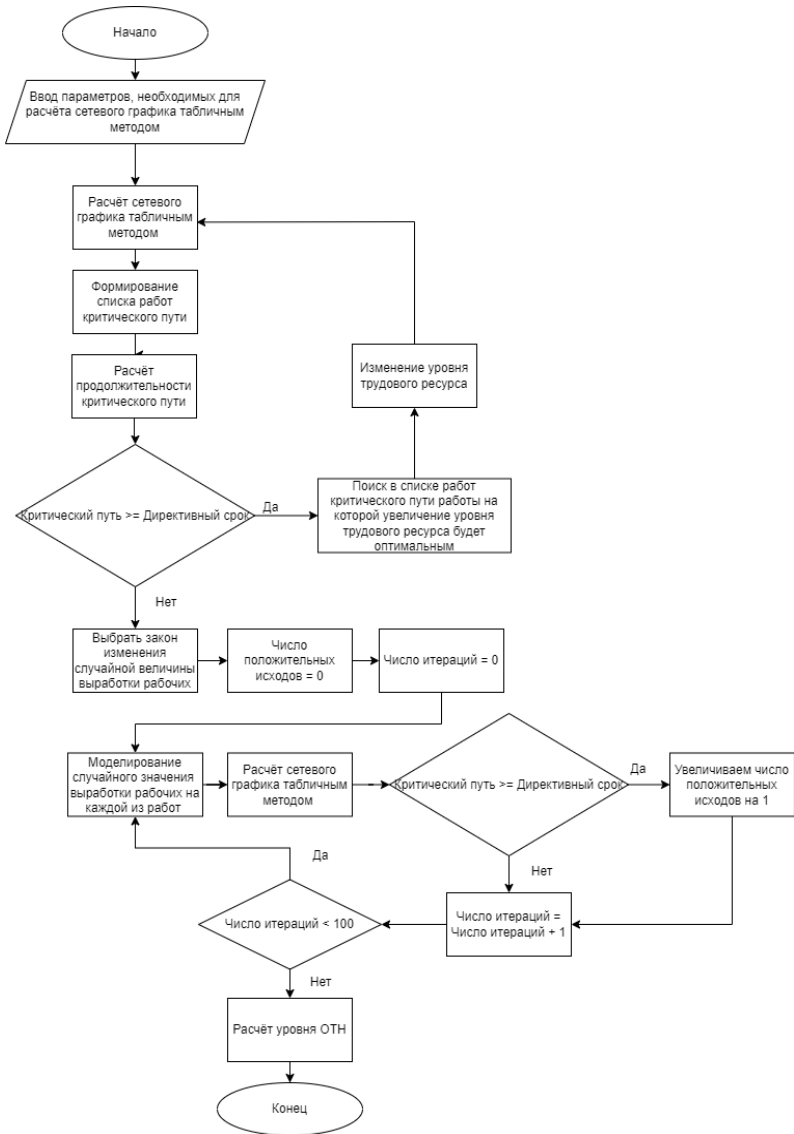 Начало
Ввод параметров, необходимых для
расчёта сетевого графика табличным
методом
Расчёт сетевого
графика табличным
методом
Формирование
списка работ
критического пути
Расчёт
продолжительности
критического пути
Изменение уровня
трудового ресурса
Критический путь >= Директивный срок
Да
Поиск в списке работ
критического пути работы на
которой увеличение уровня
трудового ресурса будет
оптимальным
Нет
Выбрать закон
изменения
случайной величины
выработки рабочих
Число
положительных
исходов = 0
Число итераций = 0
Моделирование
случайного значения
выработки рабочих на
каждой из работ
Расчёт сетевого
графика табличным
методом
Критический путь >= Директивный срок
Да
Увеличиваем число
положительных
исходов на 1
Нет
Число итераций =
Число итераций + 1
Да
Число итераций < 100
Нет
Расчёт уровня ОТН
Конец